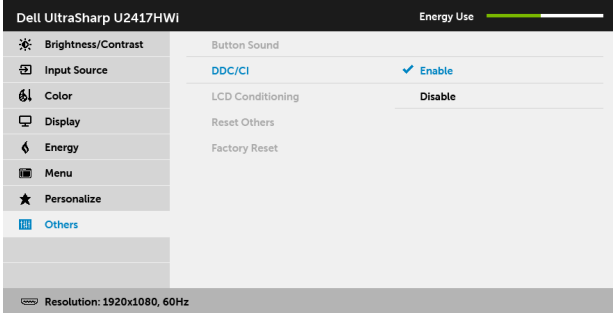 Dell UltraSharp U2417HWi
Energy Use
Brightness/Contrast
Button Sound
Input Source
DDC/CI
Enable
Color
LCD Conditioning
Disable
Display
Reset Others
Energy
Factory Reset
Menu
Personalize
Others
Resolution: 1920x1080, 60Hz